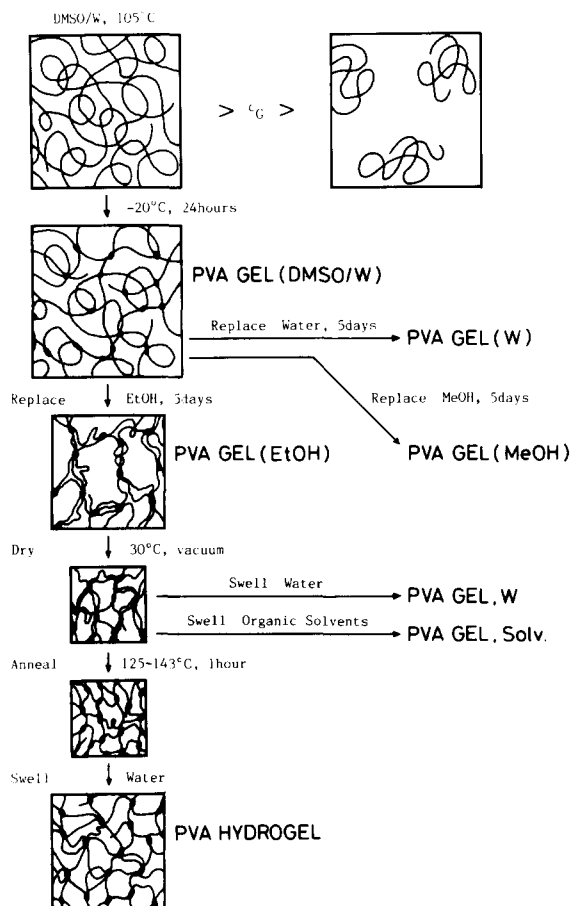 DMSO/W, 105°C
> cG >
-20°C, 24hours
PVA GEL (DMSO/W)
Replace Water, 5days
PVA GEL (W)
Replace MeOH, 5days
Replace EtOH, 5days
PVA GEL (EtOH)
PVA GEL (MeOH)
Dry 30°C, vacuum
Swell Water
PVA GEL, W
Swell Organic Solvents
PVA GEL, Solv.
Anneal 125-143°C, 1hour
Swell Water
PVA HYDROGEL